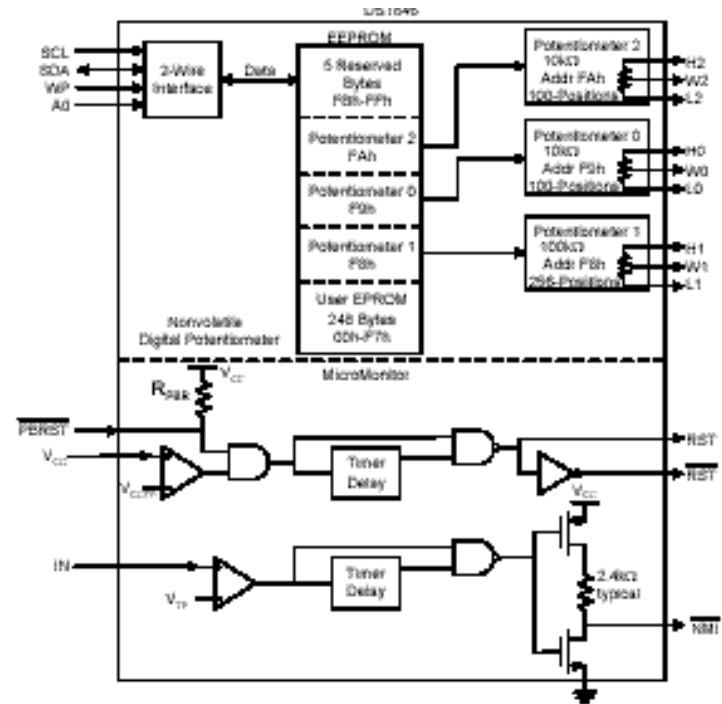 DS1846
SCL
SDA
WP
A0
2-Wire
Interface
Data
EEPROM
5 Reserved
Bytes
FBh-FFh
Potentiometer 2
FAh
Potentiometer 0
F9h
Potentiometer 1
F8h
User EPROM
248 Bytes
00h-F7h
Potentiometer 2
10kΩ
Addr FAh
100-Positions
H2
W2
L2
Potentiometer 0
10kΩ
Addr F9h
100-Positions
H0
W0
L0
Potentiometer 1
100kΩ
Addr F8h
256-Positions
H1
W1
L1
Nonvolatile
Digital Potentiometer
MicroMonitor
VCC
RPBR
PBRST
VCC
VCCTP
Timer
Delay
RST
RST
VCC
IN
VTP
Timer
Delay
2.4kΩ
typical
NMI